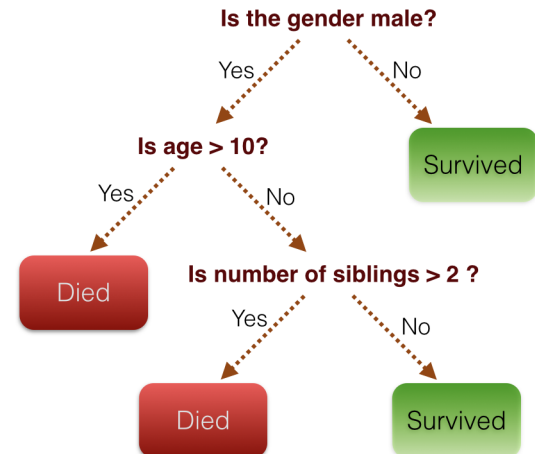 Is the gender male?
Yes
No
Is age > 10?
Survived
Yes
No
Died
Is number of siblings > 2 ?
Yes
No
Died
Survived